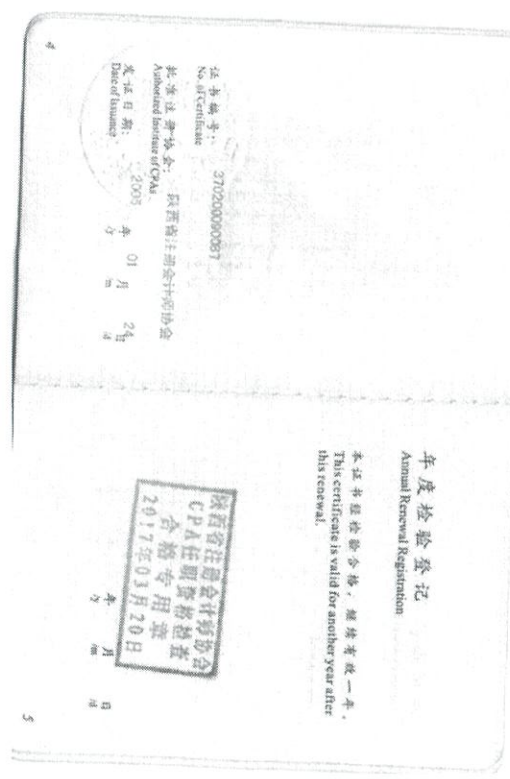 证书编号：370200090087
No. of Certificate
批准注册协会：陕西省注册会计师协会
Authorized Institute of CPAs
发证日期：2005 年 01 月 24 日
Date of Issuance /y /m /d
4
年度检验登记
Annual Renewal Registration
本证书经检验合格，继续有效一年。
This certificate is valid for another year after
this renewal.
陕西省注册会计师协会
CPA任职资格检查
合格专用章
2017年03月20日
年 月 日
/y /m /d
5